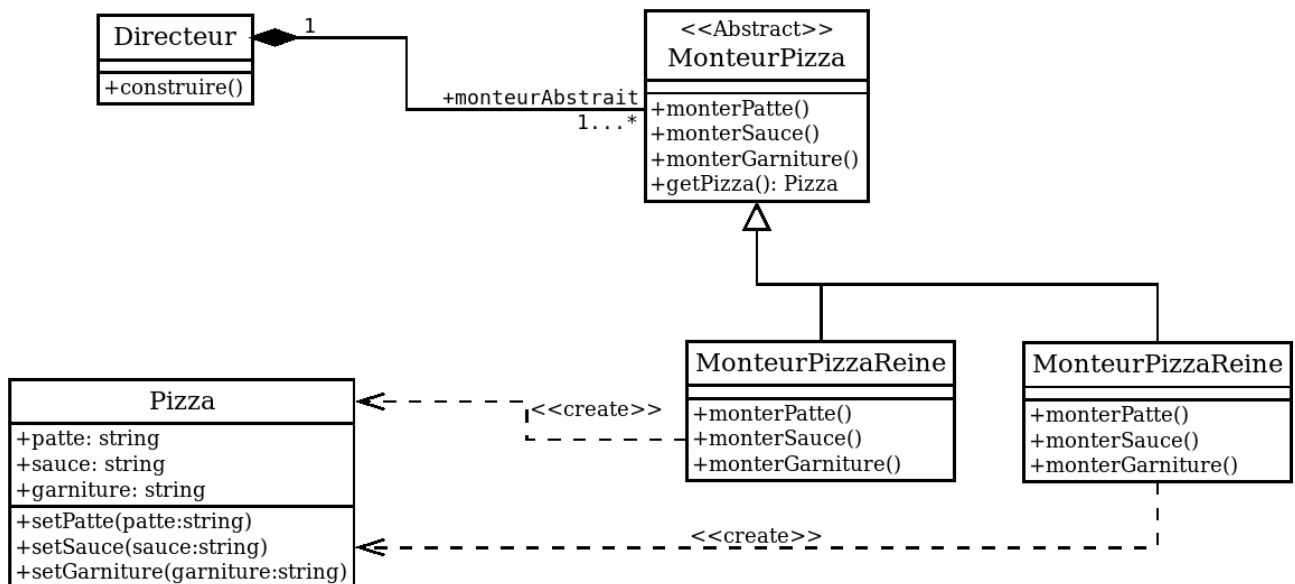 Directeur
+construire()
1
+monteurAbstrait
1...*
<<Abstract>>
MonteurPizza
+monterPatte()
+monterSauce()
+monterGarniture()
+getPizza(): Pizza
MonteurPizzaReine
+monterPatte()
+monterSauce()
+monterGarniture()
MonteurPizzaReine
+monterPatte()
+monterSauce()
+monterGarniture()
<<create>>
<<create>>
Pizza
+patte: string
+sauce: string
+garniture: string
+setPatte(patte:string)
+setSauce(sauce:string)
+setGarniture(garniture:string)